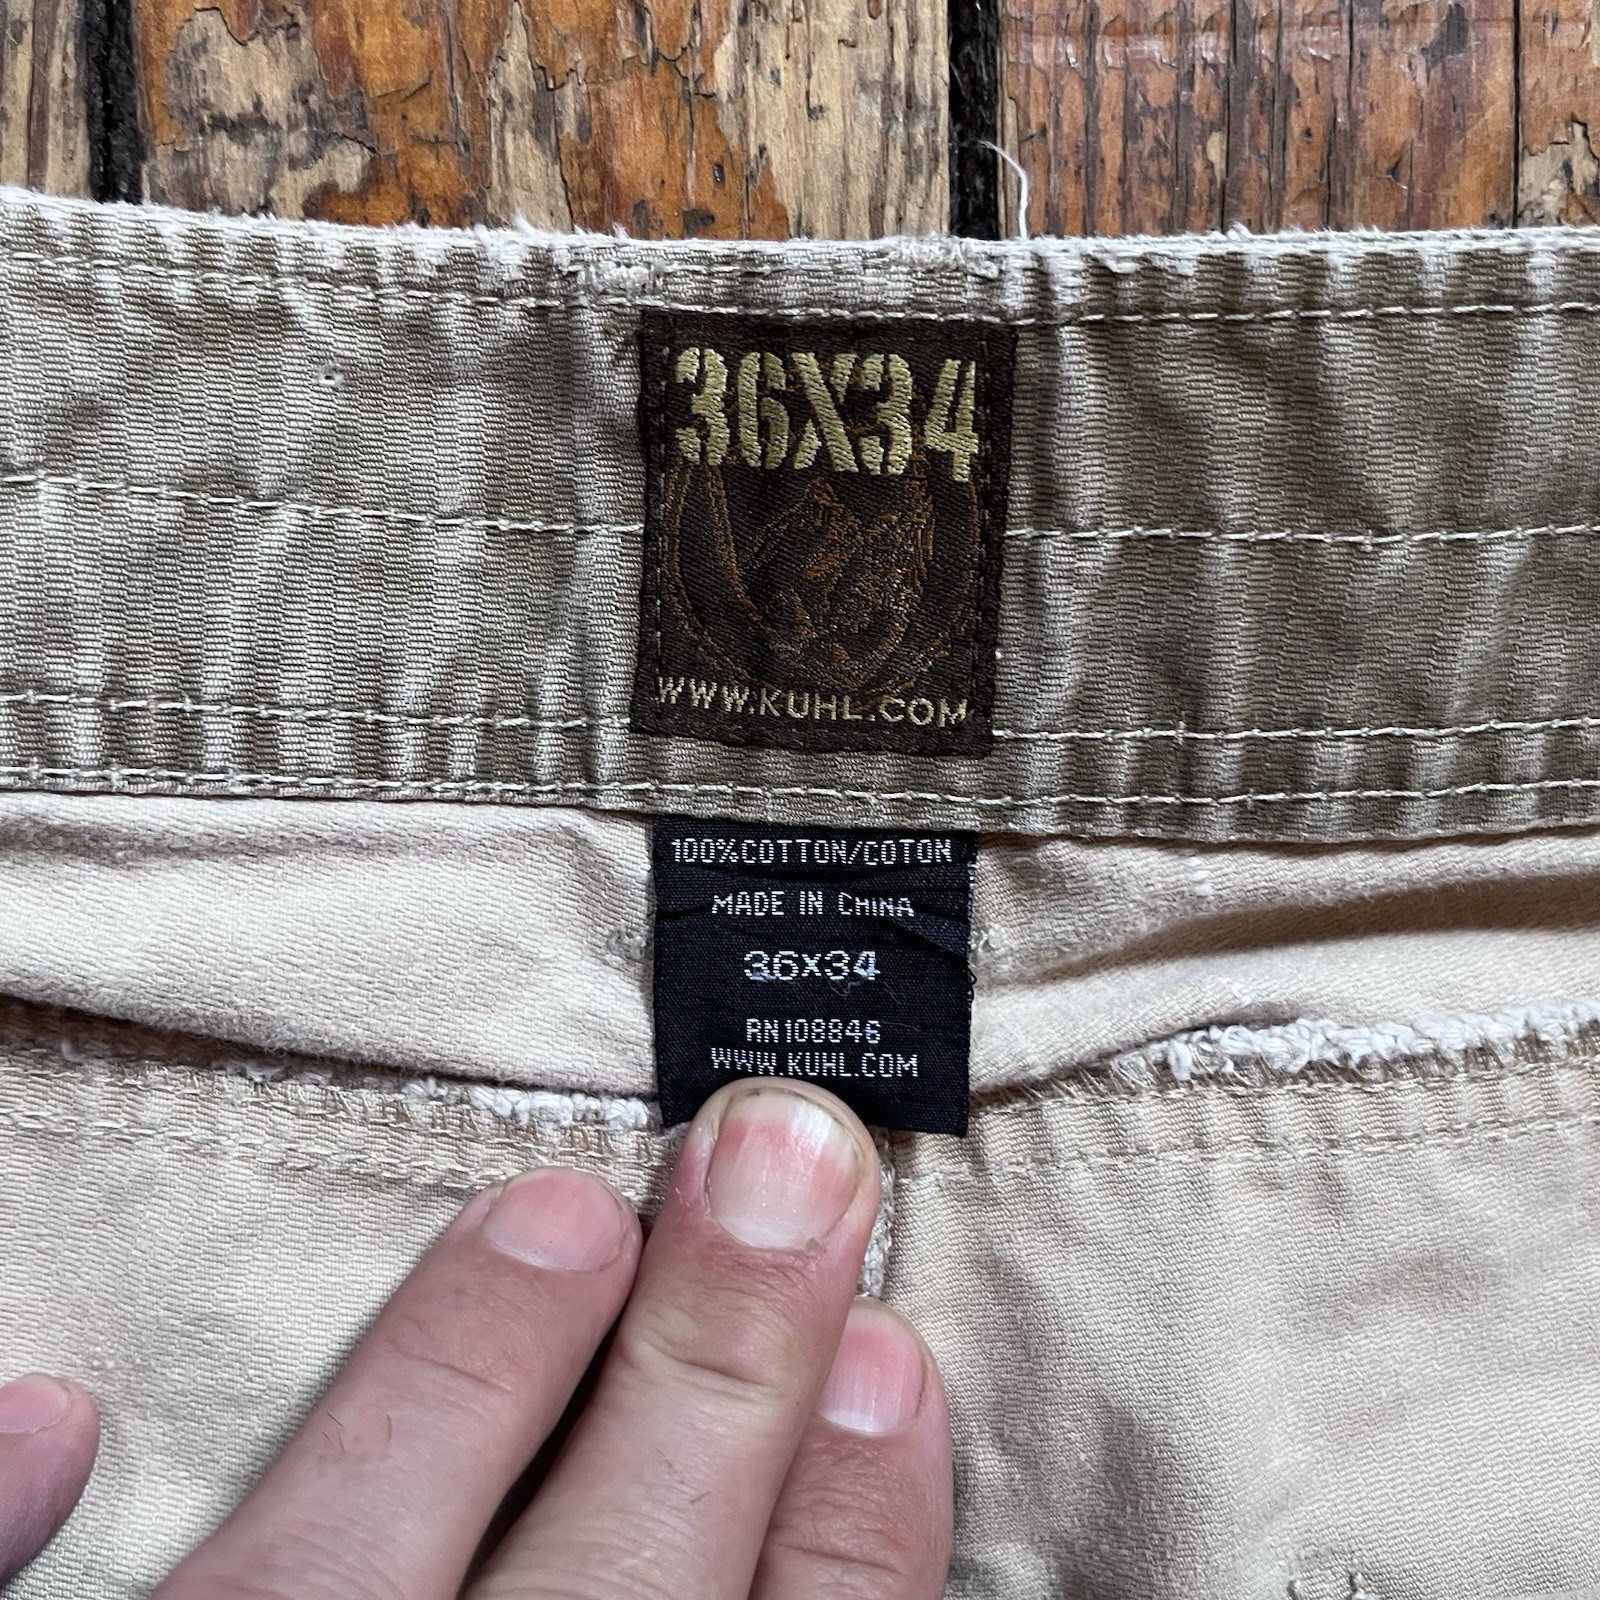 36X34
WWW.KUHL.COM
100%COTTON/COTON
MADE IN CHINA
36x34
RN108846
WWW.KUHL.COM